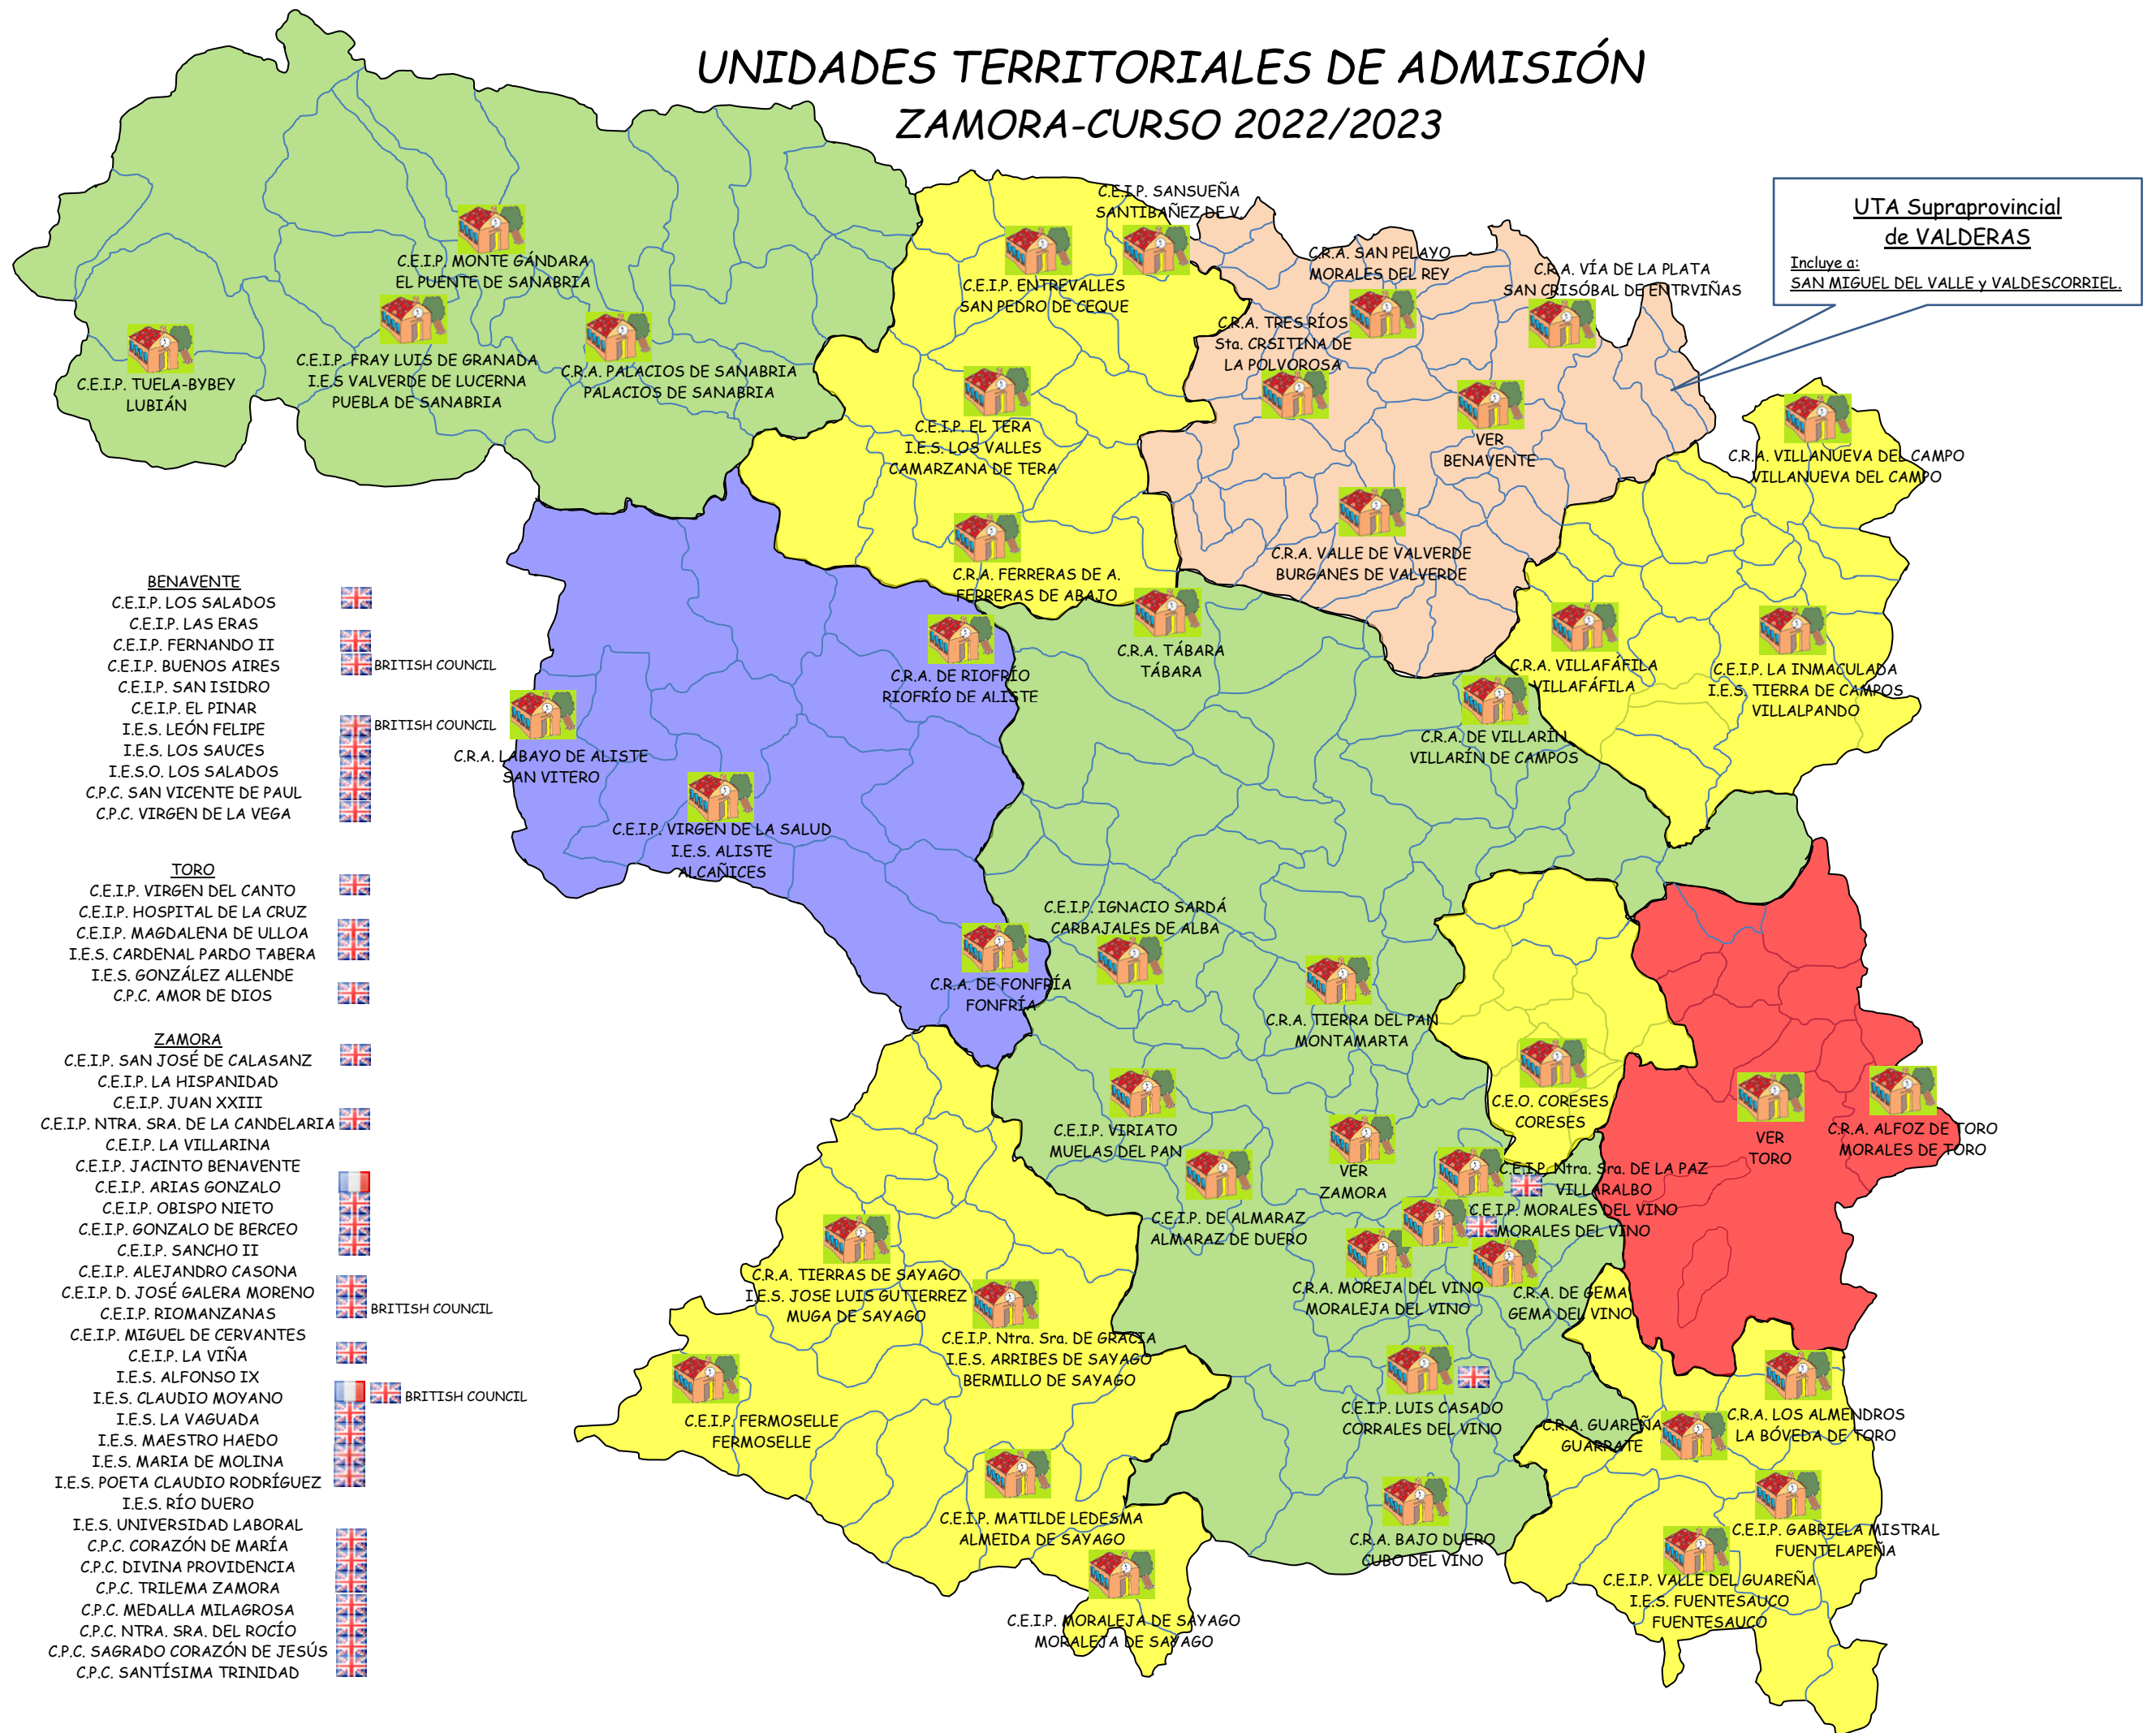 UNIDADES TERRITORIALES DE ADMISIÓN
ZAMORA-CURSO 2022/2023
UTA Supraprovincial
de VALDERAS
Incluye a:
SAN MIGUEL DEL VALLE y VALDESCORRIEL.
C.E.I.P. SANSUEÑA
SANTIBAÑEZ DE V.
C.E.I.P. MONTE GÁNDARA
EL PUENTE DE SANABRIA
C.E.I.P. ENTREVALLES
SAN PEDRO DE CEQUE
C.R.A. SAN PELAYO
MORALES DEL REY
C.R.A. VÍA DE LA PLATA
SAN CRISÓBAL DE ENTRVIÑAS
C.R.A. TRES RÍOS
Sta. CRSITINA DE
LA POLVOROSA
C.E.I.P. TUELA-BYBEY
LUBIÁN
C.E.I.P. FRAY LUIS DE GRANADA
I.E.S VALVERDE DE LUCERNA
PUEBLA DE SANABRIA
C.R.A. PALACIOS DE SANABRIA
PALACIOS DE SANABRIA
C.E.I.P. EL TERA
I.E.S. LOS VALLES
CAMARZANA DE TERA
VER
BENAVENTE
C.R.A. VILLANUEVA DEL CAMPO
VILLANUEVA DEL CAMPO
C.R.A. VALLE DE VALVERDE
BURGANES DE VALVERDE
C.R.A. FERRERAS DE A.
FERRERAS DE ABAJO
C.R.A. TÁBARA
TÁBARA
C.R.A. DE RIOFRÍO
RIOFRÍO DE ALISTE
C.R.A. VILLAFÁFILA
VILLAFÁFILA
C.E.I.P. LA INMACULADA
I.E.S. TIERRA DE CAMPOS
VILLALPANDO
C.R.A. DE VILLARÍN
VILLARÍN DE CAMPOS
C.R.A. LABAYO DE ALISTE
SAN VITERO
C.E.I.P. VIRGEN DE LA SALUD
I.E.S. ALISTE
ALCAÑICES
C.E.I.P. IGNACIO SARDÁ
CARBAJALES DE ALBA
C.R.A. DE FONFRÍA
FONFRÍA
C.R.A. TIERRA DEL PAN
MONTAMARTA
C.E.O. CORESES
CORESES
C.E.I.P. VIRIATO
MUELAS DEL PAN
VER
ZAMORA
VER
TORO
C.R.A. ALFOZ DE TORO
MORALES DE TORO
C.E.I.P. Ntra. Sra. DE LA PAZ
VILLARALBO
C.E.I.P. MORALES DEL VINO
MORALES DEL VINO
C.E.I.P. DE ALMARAZ
ALMARAZ DE DUERO
C.R.A. MOREJA DEL VINO
MORALEJA DEL VINO
C.R.A. DE GEMA
GEMA DEL VINO
C.R.A. TIERRAS DE SAYAGO
I.E.S. JOSE LUIS GUTIERREZ
MUGA DE SAYAGO
C.E.I.P. Ntra. Sra. DE GRACIA
I.E.S. ARRIBES DE SAYAGO
BERMILLO DE SAYAGO
C.E.I.P. FERMOSELLE
FERMOSELLE
C.E.I.P. LUIS CASADO
CORRALES DEL VINO
C.R.A. GUAREÑA
GUARRATE
C.R.A. LOS ALMENDROS
LA BÓVEDA DE TORO
C.E.I.P. MATILDE LEDESMA
ALMEIDA DE SAYAGO
C.R.A. BAJO DUERO
CUBO DEL VINO
C.E.I.P. GABRIELA MISTRAL
FUENTELAPEÑA
C.E.I.P. VALLE DEL GUAREÑA
I.E.S. FUENTESAUCO
FUENTESAUCO
C.E.I.P. MORALEJA DE SAYAGO
MORALEJA DE SAYAGO
BENAVENTE
C.E.I.P. LOS SALADOS
C.E.I.P. LAS ERAS
C.E.I.P. FERNANDO II
C.E.I.P. BUENOS AIRES BRITISH COUNCIL
C.E.I.P. SAN ISIDRO
C.E.I.P. EL PINAR
I.E.S. LEÓN FELIPE BRITISH COUNCIL
I.E.S. LOS SAUCES
I.E.S.O. LOS SALADOS
C.P.C. SAN VICENTE DE PAUL
C.P.C. VIRGEN DE LA VEGA
TORO
C.E.I.P. VIRGEN DEL CANTO
C.E.I.P. HOSPITAL DE LA CRUZ
C.E.I.P. MAGDALENA DE ULLOA
I.E.S. CARDENAL PARDO TABERA
I.E.S. GONZÁLEZ ALLENDE
C.P.C. AMOR DE DIOS
ZAMORA
C.E.I.P. SAN JOSÉ DE CALASANZ
C.E.I.P. LA HISPANIDAD
C.E.I.P. JUAN XXIII
C.E.I.P. NTRA. SRA. DE LA CANDELARIA
C.E.I.P. LA VILLARINA
C.E.I.P. JACINTO BENAVENTE
C.E.I.P. ARIAS GONZALO
C.E.I.P. OBISPO NIETO
C.E.I.P. GONZALO DE BERCEO
C.E.I.P. SANCHO II
C.E.I.P. ALEJANDRO CASONA
C.E.I.P. D. JOSÉ GALERA MORENO
C.E.I.P. RIOMANZANAS BRITISH COUNCIL
C.E.I.P. MIGUEL DE CERVANTES
C.E.I.P. LA VIÑA
I.E.S. ALFONSO IX
I.E.S. CLAUDIO MOYANO BRITISH COUNCIL
I.E.S. LA VAGUADA
I.E.S. MAESTRO HAEDO
I.E.S. MARIA DE MOLINA
I.E.S. POETA CLAUDIO RODRÍGUEZ
I.E.S. RÍO DUERO
I.E.S. UNIVERSIDAD LABORAL
C.P.C. CORAZÓN DE MARÍA
C.P.C. DIVINA PROVIDENCIA
C.P.C. TRILEMA ZAMORA
C.P.C. MEDALLA MILAGROSA
C.P.C. NTRA. SRA. DEL ROCÍO
C.P.C. SAGRADO CORAZÓN DE JESÚS
C.P.C. SANTÍSIMA TRINIDAD